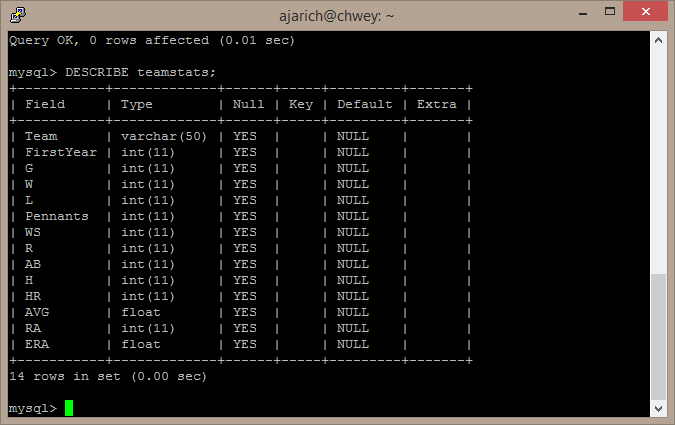 ajarich@chwey: ~
Query OK, 0 rows affected (0.01 sec)
mysql> DESCRIBE teamstats;
+-----------+-------------+------+-----+---------+-------+
| Field     | Type        | Null | Key | Default | Extra |
+-----------+-------------+------+-----+---------+-------+
| Team      | varchar(50) | YES  |     | NULL    |       |
| FirstYear | int(11)     | YES  |     | NULL    |       |
| G         | int(11)     | YES  |     | NULL    |       |
| W         | int(11)     | YES  |     | NULL    |       |
| L         | int(11)     | YES  |     | NULL    |       |
| Pennants  | int(11)     | YES  |     | NULL    |       |
| WS        | int(11)     | YES  |     | NULL    |       |
| R         | int(11)     | YES  |     | NULL    |       |
| AB        | int(11)     | YES  |     | NULL    |       |
| H         | int(11)     | YES  |     | NULL    |       |
| HR        | int(11)     | YES  |     | NULL    |       |
| AVG       | float       | YES  |     | NULL    |       |
| RA        | int(11)     | YES  |     | NULL    |       |
| ERA       | float       | YES  |     | NULL    |       |
+-----------+-------------+------+-----+---------+-------+
14 rows in set (0.00 sec)
mysql>